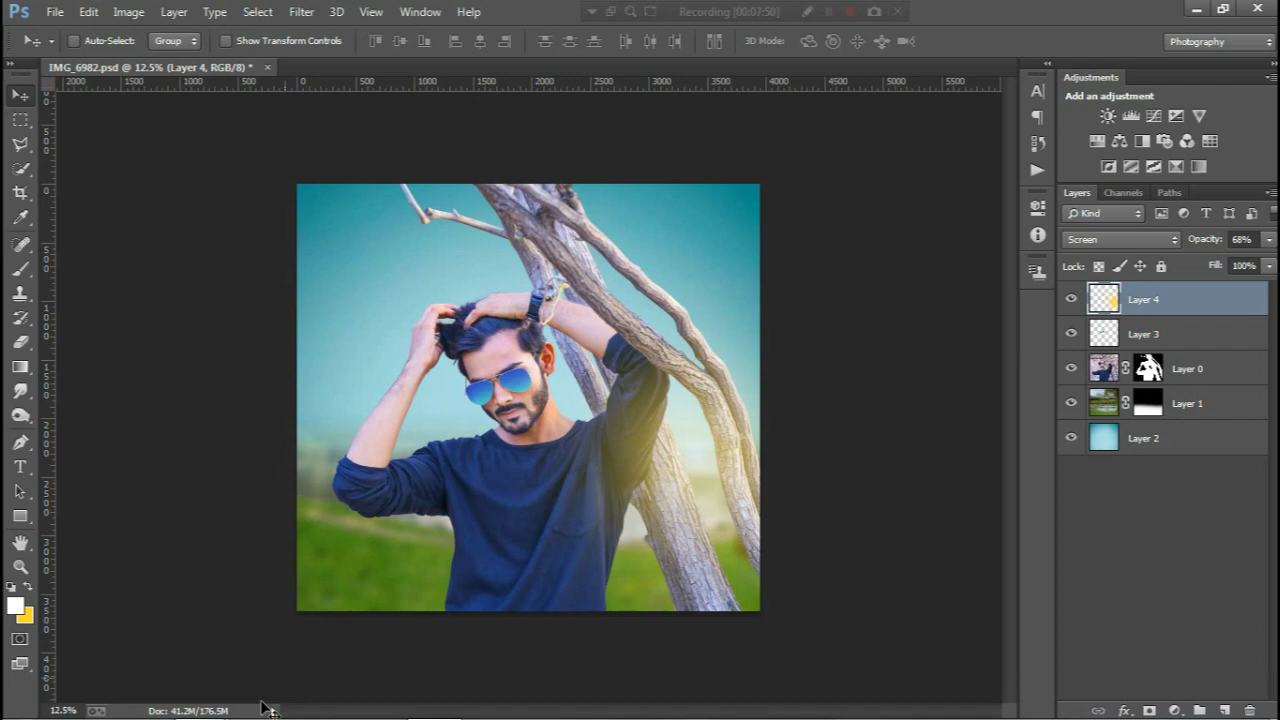 Ps File Edit Image Layer Type Select Filter 3D View Window Help Recording [00:07:50]
Auto-Select: Group Show Transform Controls 3D Mode: Photography
IMG_6982.psd @ 12.5% (Layer 4, RGB/8) * ×
2000 1500 1000 500 0 500 1000 1500 2000 2500 3000 3500 4000 4500 5000 5500
Adjustments
Add an adjustment
Layers Channels Paths
Kind
Screen Opacity: 68%
Lock: Fill: 100%
Layer 4
Layer 3
Layer 0
Layer 1
Layer 2
12.5% Doc: 41.2M/176.5M